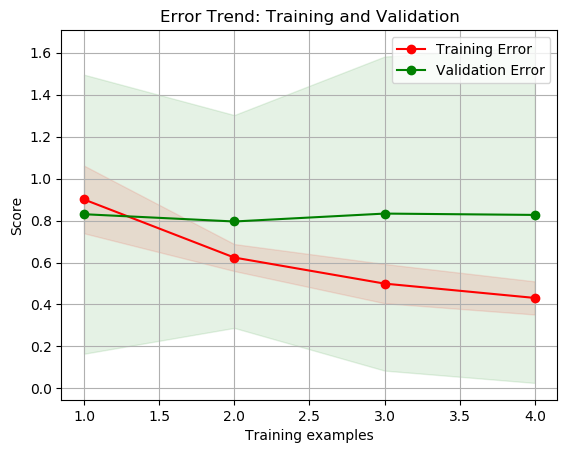 Error Trend: Training and Validation
Training Error
Validation Error
1.6
1.4
1.2
1.0
0.8
0.6
0.4
0.2
0.0
Score
1.0 1.5 2.0 2.5 3.0 3.5 4.0
Training examples